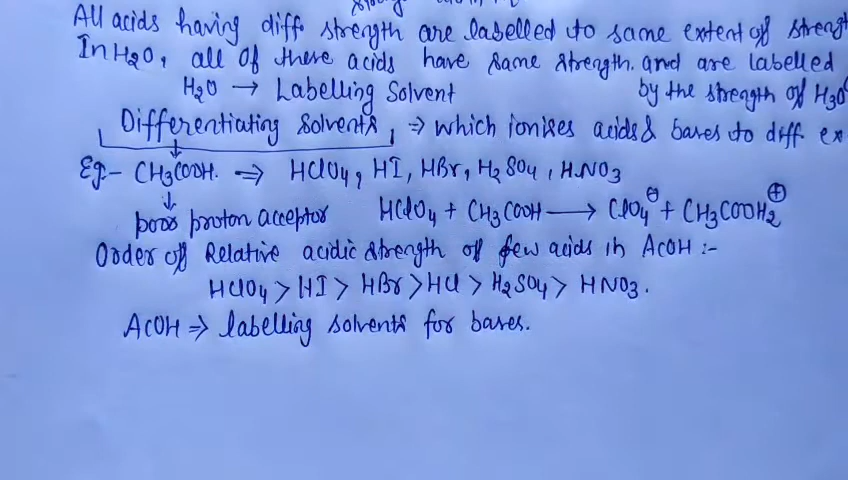 All acids having diff strength are labelled to same extent of strengt
In H2O, all of these acids have same strength. and are labelled
H2O → Labelling Solvent by the strength of H3O⊕
Differentiating Solvents ⇒ which ionises acids & bases to diff ex
Eg:- CH3COOH. ⇒ HClO4, HI, HBr, H2SO4, HNO3
↓
poor proton acceptor HClO4 + CH3COOH ⟶ ClO4⊖ + CH3COOH2⊕
Order of Relative acidic strength of few acids in AcOH :-
HClO4 > HI > HBr > HCl > H2SO4 > HNO3.
AcOH ⇒ labelling solvents for bases.